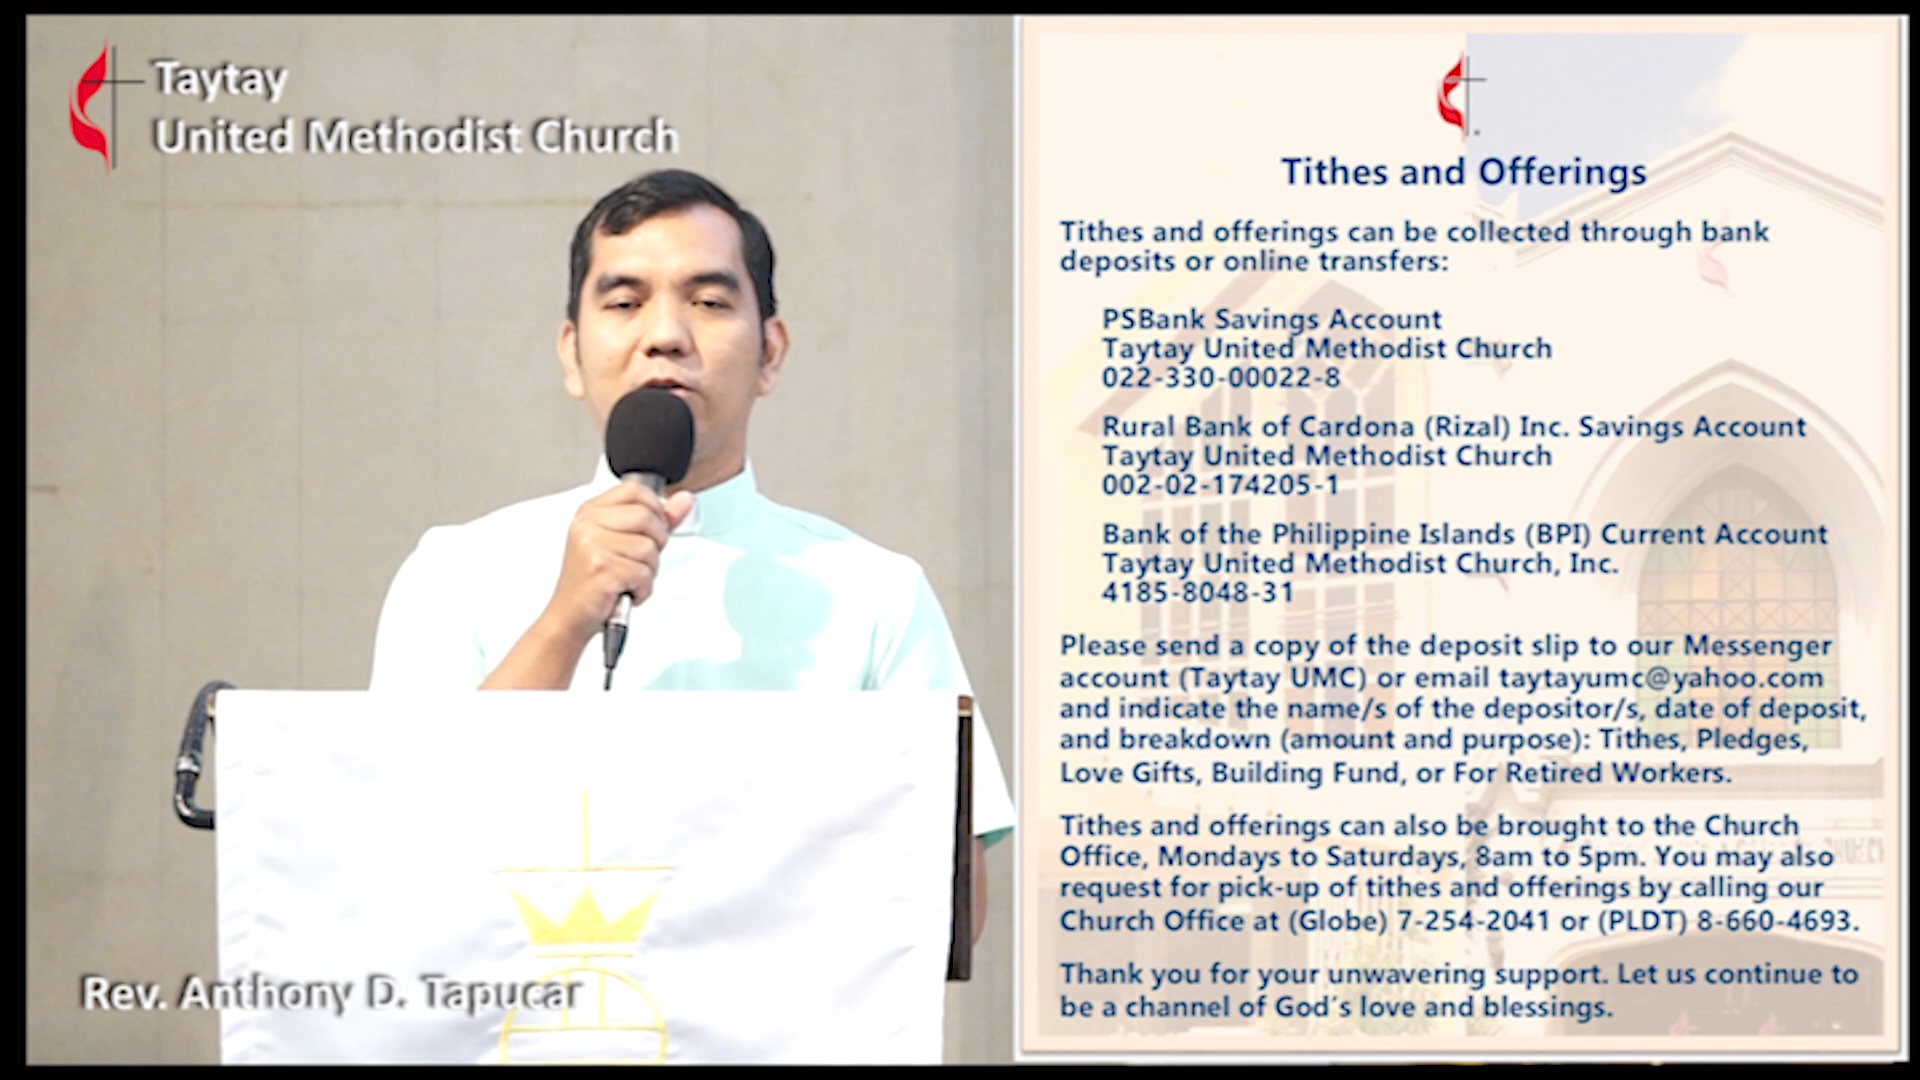 Taytay
United Methodist Church
Rev. Anthony D. Tapucar
Tithes and Offerings
Tithes and offerings can be collected through bank
deposits or online transfers:
PSBank Savings Account
Taytay United Methodist Church
022-330-00022-8
Rural Bank of Cardona (Rizal) Inc. Savings Account
Taytay United Methodist Church
002-02-174205-1
Bank of the Philippine Islands (BPI) Current Account
Taytay United Methodist Church, Inc.
4185-8048-31
Please send a copy of the deposit slip to our Messenger
account (Taytay UMC) or email taytayumc@yahoo.com
and indicate the name/s of the depositor/s, date of deposit,
and breakdown (amount and purpose): Tithes, Pledges,
Love Gifts, Building Fund, or For Retired Workers.
Tithes and offerings can also be brought to the Church
Office, Mondays to Saturdays, 8am to 5pm. You may also
request for pick-up of tithes and offerings by calling our
Church Office at (Globe) 7-254-2041 or (PLDT) 8-660-4693.
Thank you for your unwavering support. Let us continue to
be a channel of God's love and blessings.